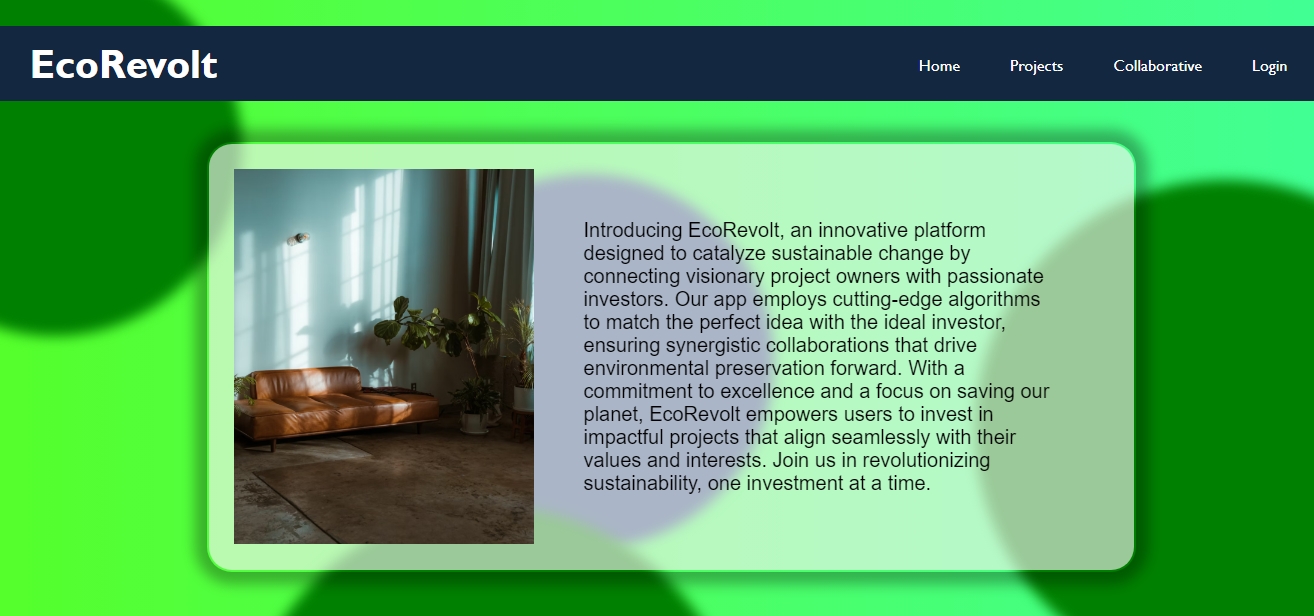 EcoRevolt
Home Projects Collaborative Login
Introducing EcoRevolt, an innovative platform
designed to catalyze sustainable change by
connecting visionary project owners with passionate
investors. Our app employs cutting-edge algorithms
to match the perfect idea with the ideal investor,
ensuring synergistic collaborations that drive
environmental preservation forward. With a
commitment to excellence and a focus on saving our
planet, EcoRevolt empowers users to invest in
impactful projects that align seamlessly with their
values and interests. Join us in revolutionizing
sustainability, one investment at a time.